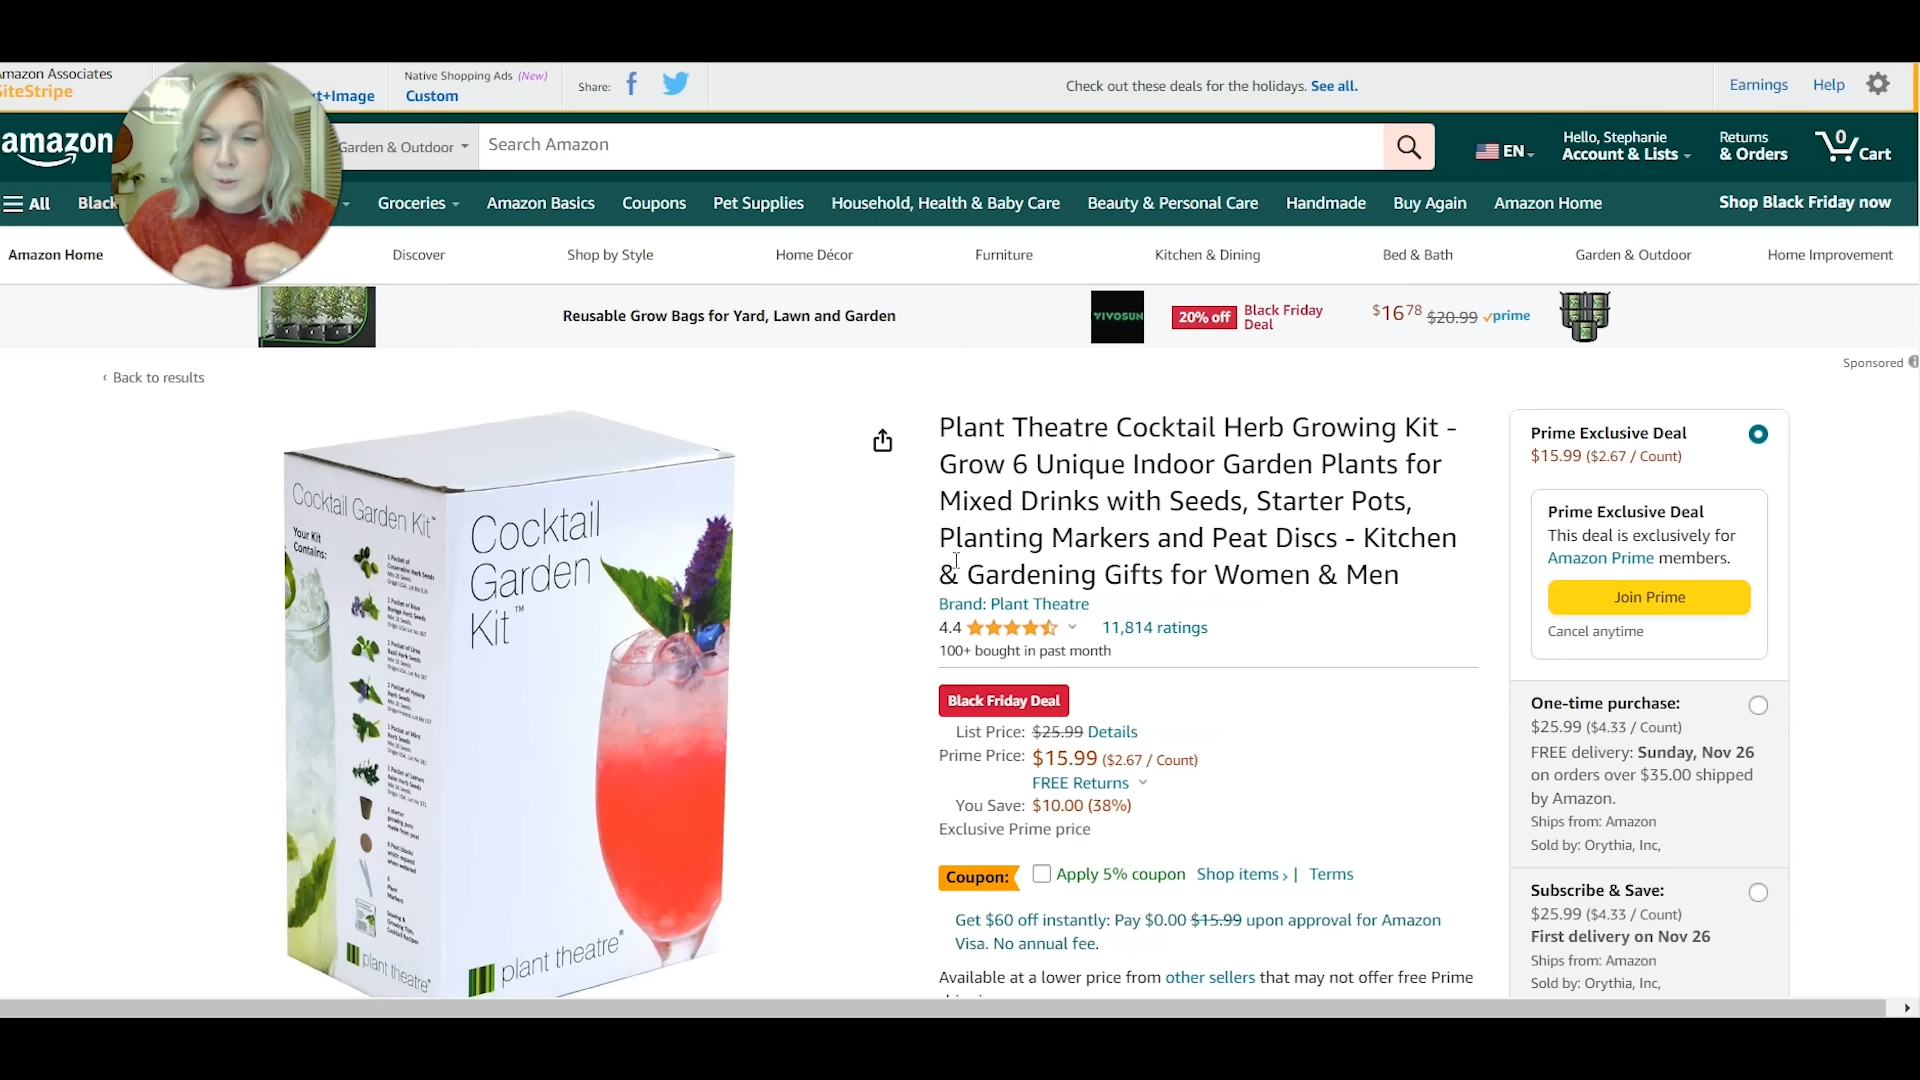 Amazon Associates
SiteStripe
t+Image
Native Shopping Ads (New)
Custom
Share:
Check out these deals for the holidays. See all.
Earnings
Help
amazon
Garden & Outdoor
Search Amazon
EN
Hello, Stephanie
Account & Lists
Returns
& Orders
0
Cart
All
Black
Groceries
Amazon Basics
Coupons
Pet Supplies
Household, Health & Baby Care
Beauty & Personal Care
Handmade
Buy Again
Amazon Home
Shop Black Friday now
Amazon Home
Discover
Shop by Style
Home Décor
Furniture
Kitchen & Dining
Bed & Bath
Garden & Outdoor
Home Improvement
Reusable Grow Bags for Yard, Lawn and Garden
VIVOSUN
20% off
Black Friday
Deal
$16 78 $20.99 prime
Sponsored
‹ Back to results
Cocktail Garden Kit™
Your Kit
Contains:
Cocktail
Garden
Kit™
plant theatre®
plant theatre®
Plant Theatre Cocktail Herb Growing Kit -
Grow 6 Unique Indoor Garden Plants for
Mixed Drinks with Seeds, Starter Pots,
Planting Markers and Peat Discs - Kitchen
& Gardening Gifts for Women & Men
Brand: Plant Theatre
4.4
11,814 ratings
100+ bought in past month
Black Friday Deal
List Price: $25.99 Details
Prime Price: $15.99 ($2.67 / Count)
FREE Returns
You Save: $10.00 (38%)
Exclusive Prime price
Coupon:
Apply 5% coupon Shop items › | Terms
Get $60 off instantly: Pay $0.00 $15.99 upon approval for Amazon
Visa. No annual fee.
Available at a lower price from other sellers that may not offer free Prime
Prime Exclusive Deal
$15.99 ($2.67 / Count)
Prime Exclusive Deal
This deal is exclusively for
Amazon Prime members.
Join Prime
Cancel anytime
One-time purchase:
$25.99 ($4.33 / Count)
FREE delivery: Sunday, Nov 26
on orders over $35.00 shipped
by Amazon.
Ships from: Amazon
Sold by: Orythia, Inc,
Subscribe & Save:
$25.99 ($4.33 / Count)
First delivery on Nov 26
Ships from: Amazon
Sold by: Orythia, Inc,